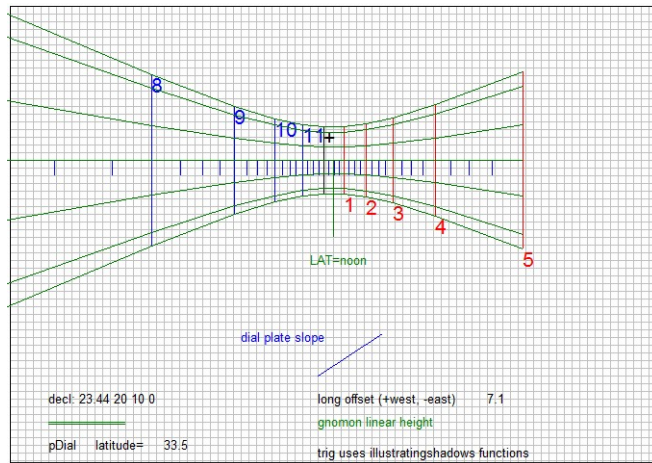 8
9
10
11
1
2
3
4
5
LAT=noon
dial plate slope
decl: 23.44 20 10 0
long offset (+west, -east) 7.1
gnomon linear height
pDial latitude= 33.5
trig uses illustratingshadows functions